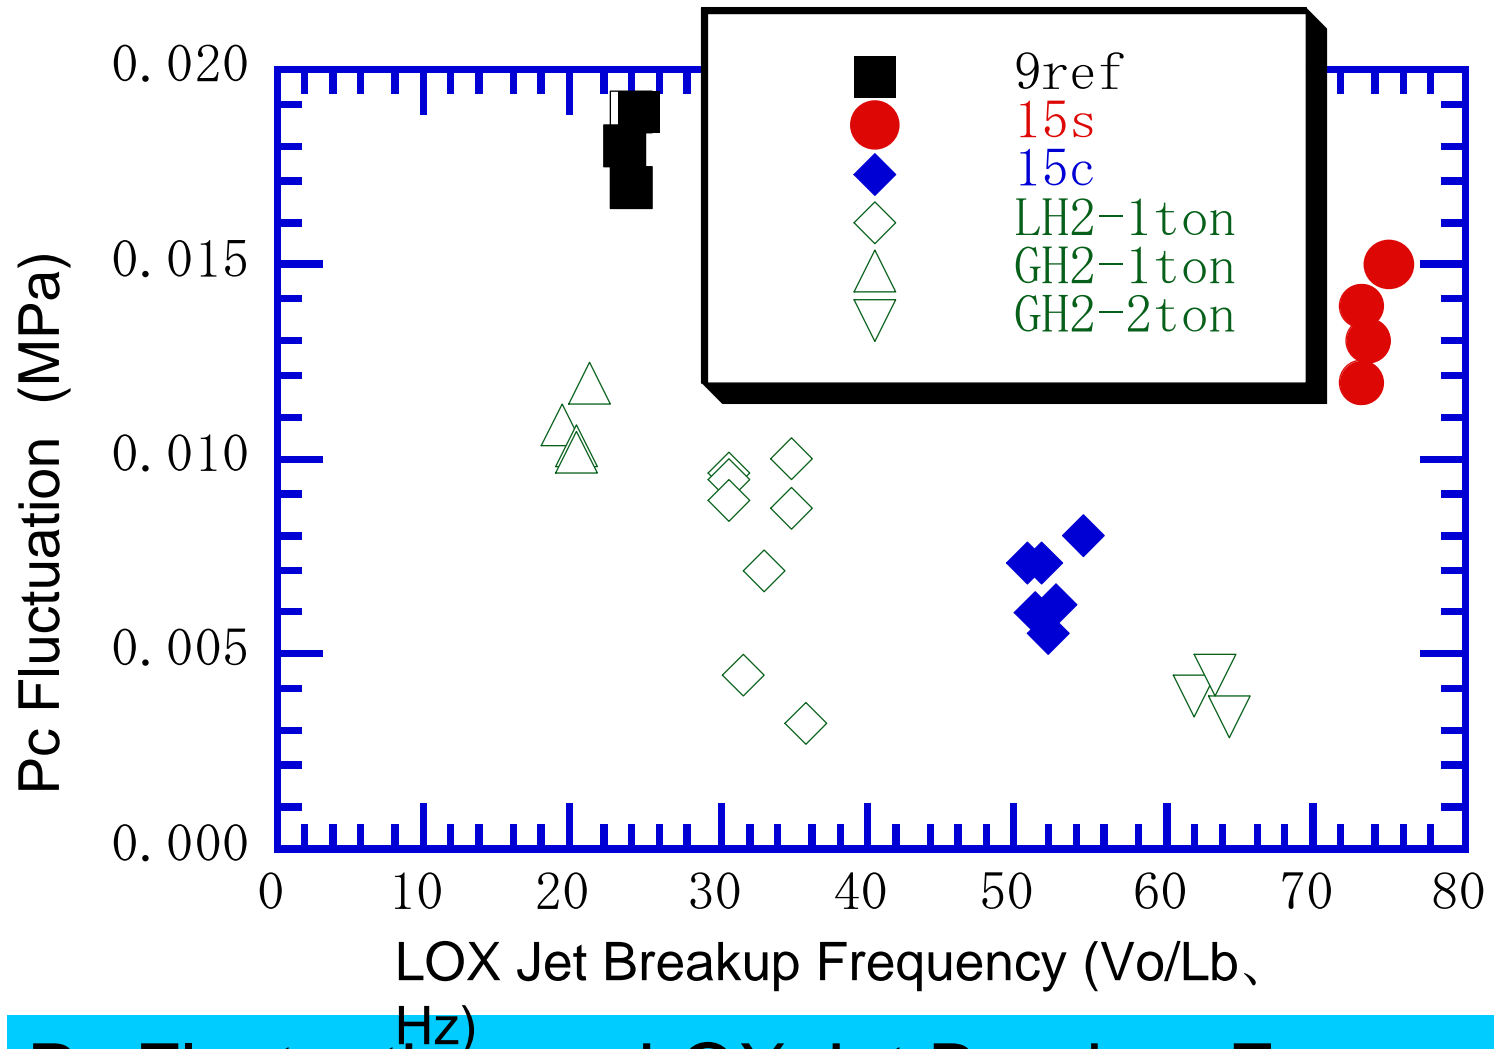 0.020
0.015
0.010
0.005
0.000
Pc Fluctuation (MPa)
9ref
15s
15c
LH2-1ton
GH2-1ton
GH2-2ton
0 10 20 30 40 50 60 70 80
LOX Jet Breakup Frequency (Vo/Lb、
Hz)